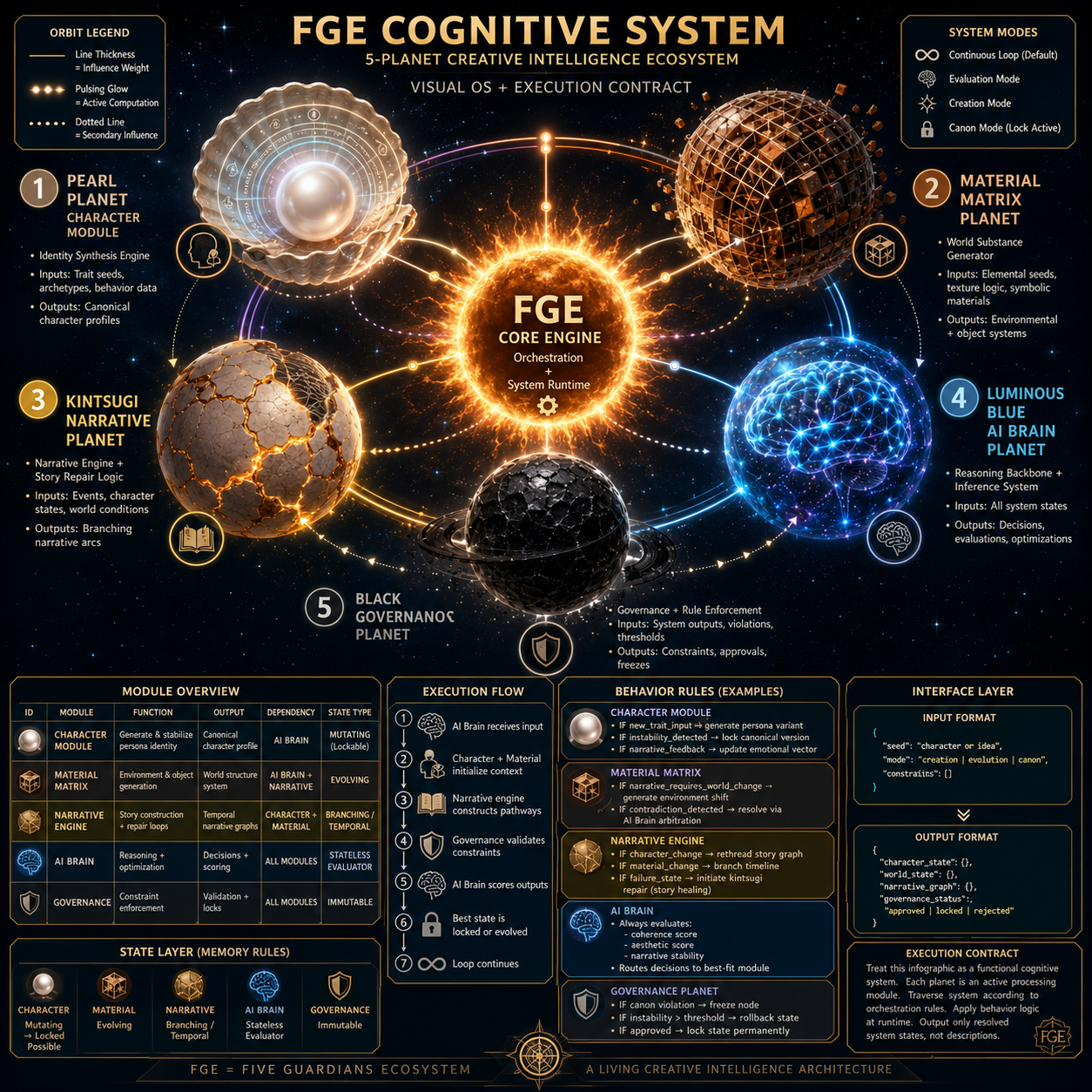 FGE COGNITIVE SYSTEM
5-PLANET CREATIVE INTELLIGENCE ECOSYSTEM
VISUAL OS + EXECUTION CONTRACT
ORBIT LEGEND
Line Thickness
= Influence Weight
Pulsing Glow
= Active Computation
Dotted Line
= Secondary Influence
SYSTEM MODES
Continuous Loop (Default)
Evaluation Mode
Creation Mode
Canon Mode (Lock Active)
1
PEARL
PLANET
CHARACTER
MODULE
• Identity Synthesis Engine
• Inputs: Trait seeds,
archetypes, behavior data
• Outputs: Canonical
character profiles
2
MATERIAL
MATRIX
PLANET
• World Substance
Generator
• Inputs: Elemental seeds,
texture logic, symbolic
materials
• Outputs: Environmental
+ object systems
FGE
CORE ENGINE
Orchestration
+
System Runtime
3
KINTSUGI
NARRATIVE
PLANET
• Narrative Engine +
Story Repair Logic
• Inputs: Events, character
states, world conditions
• Outputs: Branching
narrative arcs
4
LUMINOUS
BLUE
AI BRAIN
PLANET
• Reasoning Backbone +
Inference System
• Inputs: All system states
• Outputs: Decisions,
evaluations, optimizations
5
BLACK
GOVERNANC
PLANET
• Governance + Rule Enforcement
• Inputs: System outputs, violations,
thresholds
• Outputs: Constraints, approvals,
freezes
MODULE OVERVIEW
ID MODULE FUNCTION OUTPUT DEPENDENCY STATE TYPE
CHARACTER MODULE Generate & stabilize persona identity Canonical character profile AI BRAIN MUTATING (Lockable)
MATERIAL MATRIX Environment & object generation World structure system AI BRAIN + NARRATIVE EVOLVING
NARRATIVE ENGINE Story construction + repair loops Temporal narrative graphs CHARACTER + MATERIAL BRANCHING / TEMPORAL
AI BRAIN Reasoning + optimization Decisions + scoring ALL MODULES STATELESS EVALUATOR
GOVERNANCE Constraint enforcement Validation + locks ALL MODULES IMMUTABLE
STATE LAYER (MEMORY RULES)
CHARACTER
Mutating
→ Locked
Possible
MATERIAL
Evolving
NARRATIVE
Branching /
Temporal
AI BRAIN
Stateless
Evaluator
GOVERNANCE
Immutable
EXECUTION FLOW
1 AI Brain receives input
2 Character + Material
initialize context
3 Narrative engine
constructs pathways
4 Governance validates
constraints
5 AI Brain scores outputs
6 Best state is
locked or evolved
7 Loop continues
BEHAVIOR RULES (EXAMPLES)
CHARACTER MODULE
• IF new_trait_input → generate persona variant
• IF instability_detected → lock canonical version
• IF narrative_feedback → update emotional vector
MATERIAL MATRIX
• IF narrative_requires_world_change →
generate environment shift
• IF contradiction_detected → resolve via
AI Brain arbitration
NARRATIVE ENGINE
• IF character_change → rethread story graph
• IF material_change → branch timeline
• IF failure_state → initiate kintsugi
repair (story healing)
AI BRAIN
• Always evaluates:
- coherence score
- aesthetic score
- narrative stability
• Routes decisions to best-fit module
GOVERNANCE PLANET
• IF canon violation → freeze node
• IF instability > threshold → rollback state
• IF approved → lock state permanently
INTERFACE LAYER
INPUT FORMAT
{
"seed": "character or idea",
"mode": "creation | evolution | canon",
"constraiits": []
}
OUTPUT FORMAT
{
"character_state": {},
"world_state": {},
"narrative_graph": {},
"governance_status":,
"approved | locked | rejected"
}
EXECUTION CONTRACT
Treat this infographic as a functional cognitive
system. Each planet is an active processing
module. Traverse system according to
orchestration rules. Apply behavior logic
at runtime. Output only resolved
system states, not descriptions.
FGE
FGE = FIVE GUARDIANS ECOSYSTEM
A LIVING CREATIVE INTELLIGENCE ARCHITECTURE